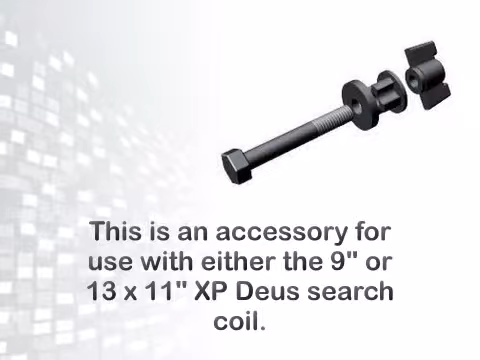 This is an accessory for
use with either the 9" or
13 x 11" XP Deus search
coil.